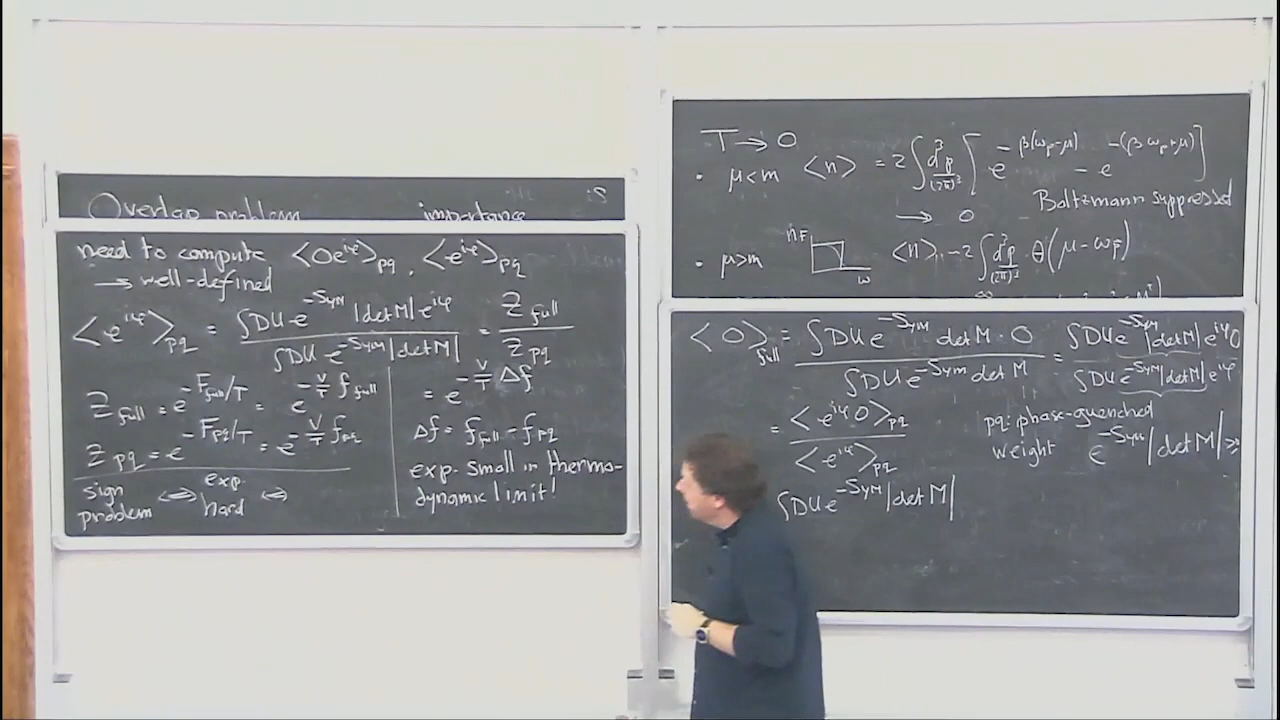 Overlap problem importance
need to compute ⟨Oe^{iφ}⟩_{pq}, ⟨e^{iφ}⟩_{pq}
→ well-defined
⟨e^{iφ}⟩_{pq} = ∫DU e^{-S_{YM}} |det M| e^{iφ} / ∫DU e^{-S_{YM}} |det M| = Z_{full} / Z_{pq}
= e^{-V/T Δf}
Z_{full} = e^{-F_{full}/T} = e^{-V/T f_{full}}
Z_{pq} = e^{-F_{pq}/T} = e^{-V/T f_{pq}}
Δf = f_{full} - f_{pq}
exp. small in thermo-
dynamic limit!
sign problem ⇔ exp. hard ⇔
T → 0
• μ<m ⟨n⟩ = 2∫ d³p/(2π)³ [e^{-β(ω_p-μ)} - e^{-(βω_p+μ)}]
→ 0 Boltzmann suppressed
• μ>m n_F ω ⟨n⟩ ~ 2∫ d³p/(2π)³ · θ(μ-ω_p)
⟨O⟩_{full} = ∫DU e^{-S_{YM}} det M · O / ∫DU e^{-S_{YM}} det M = ∫DU e^{-S_{YM}} |det M| e^{iφ} O / ∫DU e^{-S_{YM}} |det M| e^{iφ}
= ⟨e^{iφ} O⟩_{pq} / ⟨e^{iφ}⟩_{pq}
pq: phase-quenched
weight e^{-S_{YM}} |det M| ≥
∫DU e^{-S_{YM}} |det M|